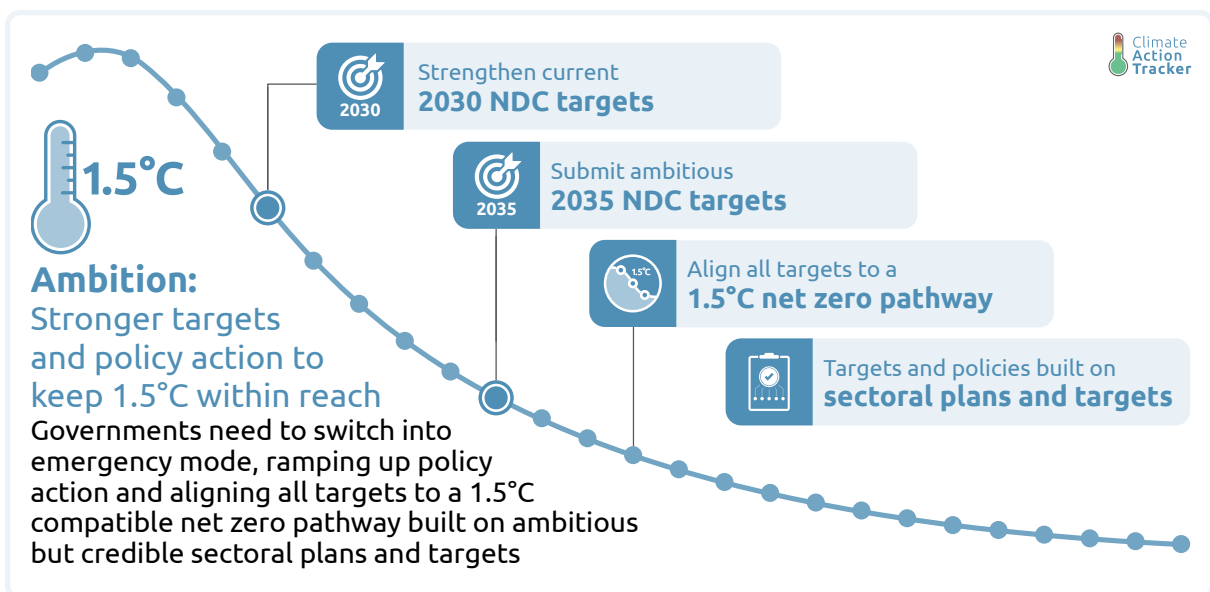 Climate
Action
Tracker
2030
Strengthen current
2030 NDC targets
2035
Submit ambitious
2035 NDC targets
1.5°C
Align all targets to a
1.5°C net zero pathway
Targets and policies built on
sectoral plans and targets
1.5°C
Ambition:
Stronger targets
and policy action to
keep 1.5°C within reach
Governments need to switch into
emergency mode, ramping up policy
action and aligning all targets to a 1.5°C
compatible net zero pathway built on ambitious
but credible sectoral plans and targets